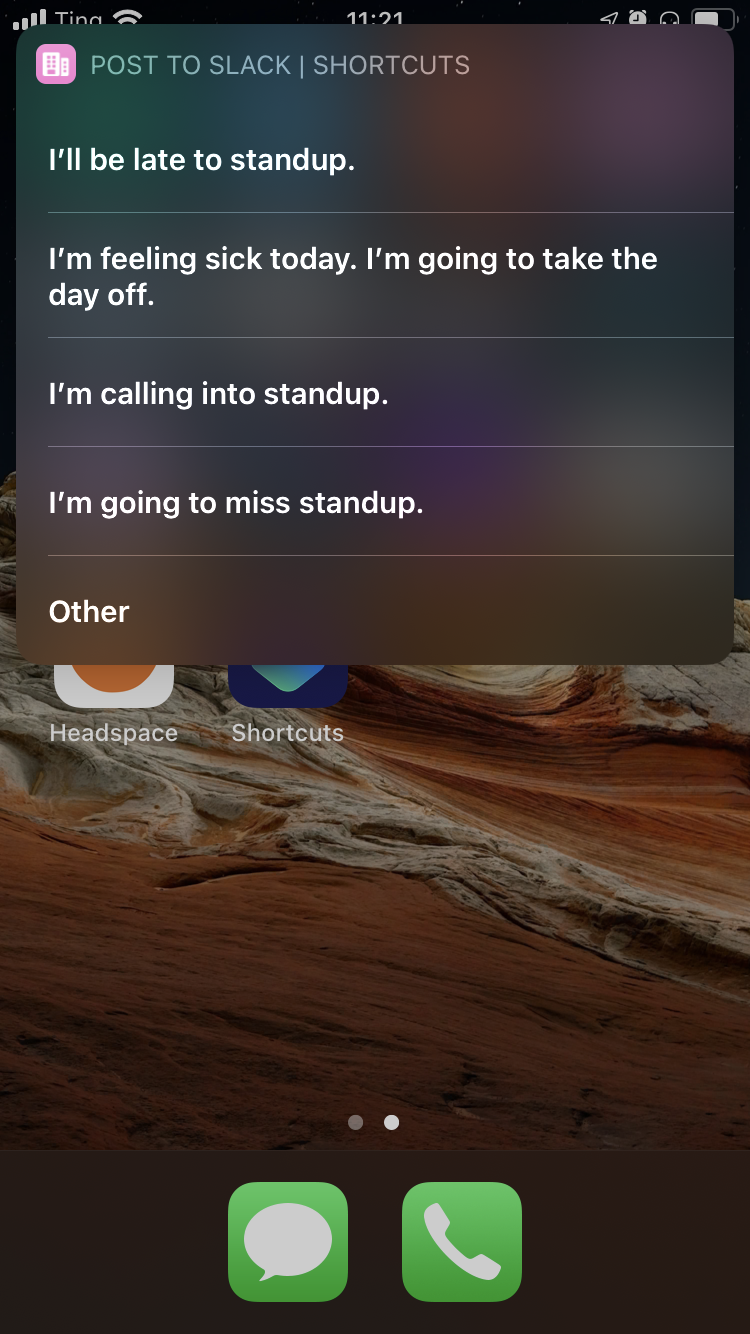 Ting
11:21
POST TO SLACK | SHORTCUTS
I’ll be late to standup.
I’m feeling sick today. I’m going to take the
day off.
I’m calling into standup.
I’m going to miss standup.
Other
Headspace
Shortcuts